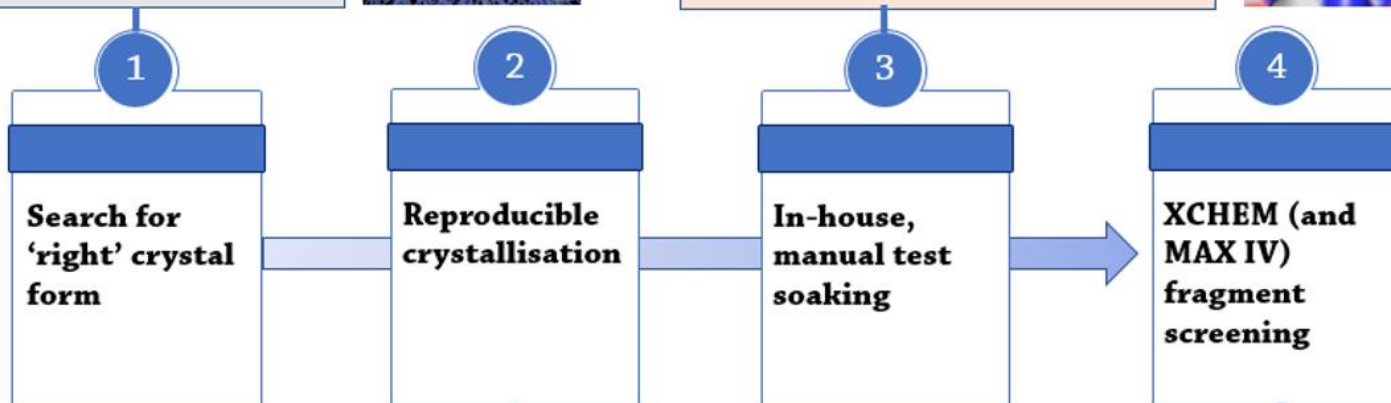 1
2
3
4
Search for
‘right’ crystal
form
Reproducible
crystallisation
In-house,
manual test
soaking
XCHEM (and
MAX IV)
fragment
screening